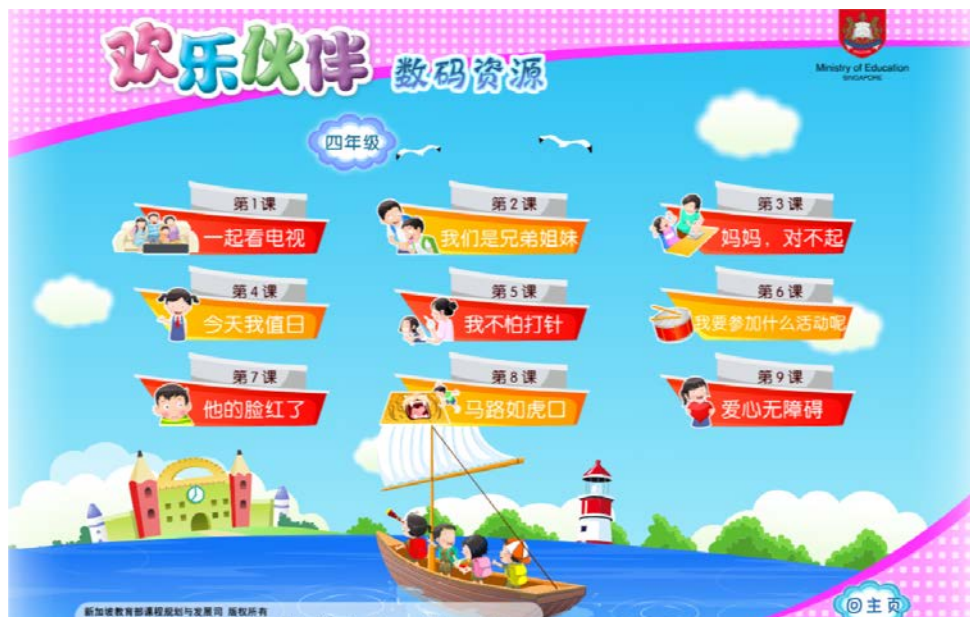 欢乐伙伴 数码资源
Ministry of Education
SINGAPORE
四年级
第1课
一起看电视
第2课
我们是兄弟姐妹
第3课
妈妈，对不起
第4课
今天我值日
第5课
我不怕打针
第6课
我要参加什么活动呢
第7课
他的脸红了
第8课
马路如虎口
第9课
爱心无障碍
新加坡教育部课程规划与发展司 版权所有
回主页